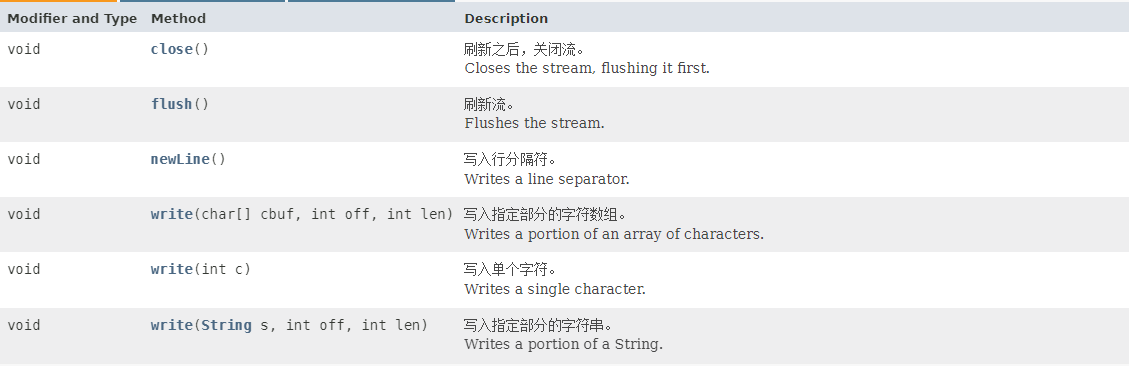 Modifier and Type Method Description
void close() 刷新之后，关闭流。
Closes the stream, flushing it first.
void flush() 刷新流。
Flushes the stream.
void newLine() 写入行分隔符。
Writes a line separator.
void write(char[] cbuf, int off, int len) 写入指定部分的字符数组。
Writes a portion of an array of characters.
void write(int c) 写入单个字符。
Writes a single character.
void write(String s, int off, int len) 写入指定部分的字符串。
Writes a portion of a String.